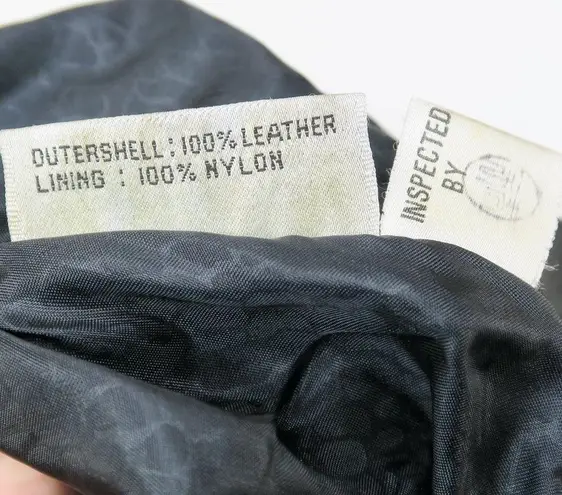 OUTERSHELL: 100% LEATHER
LINING : 100% NYLON
INSPECTED
BY